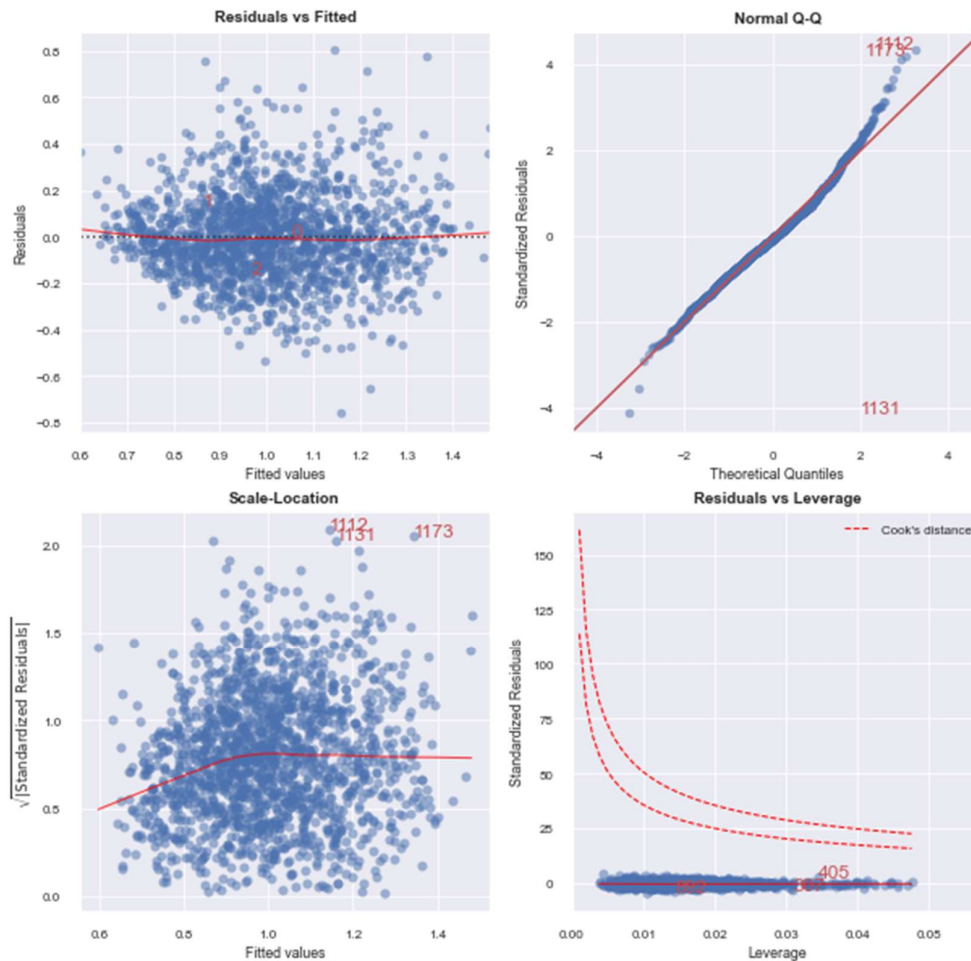 Residuals vs Fitted
Residuals
0.8
0.6
0.4
0.2
0.0
−0.2
−0.4
−0.6
−0.8
1
0
2
0.6 0.7 0.8 0.9 1.0 1.1 1.2 1.3 1.4
Fitted values
Normal Q-Q
Standardized Residuals
4
2
0
−2
−4
1112
1173
1131
−4 −2 0 2 4
Theoretical Quantiles
Scale-Location
√|Standardized Residuals|
2.0
1.5
1.0
0.5
0.0
1112
1131
1173
0.6 0.8 1.0 1.2 1.4
Fitted values
Residuals vs Leverage
Cook's distance
Standardized Residuals
150
125
100
75
50
25
0
405
0.00 0.01 0.02 0.03 0.04 0.05
Leverage